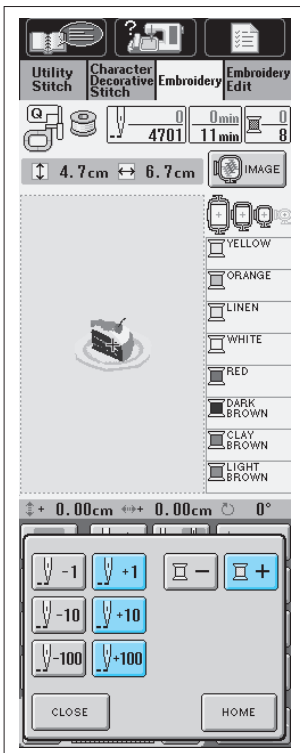 Utility
Stitch
Character
Decorative
Stitch
Embroidery
Embroidery
Edit
Q
0
4701
0min
11min
0
8
4.7cm ↔ 6.7cm
IMAGE
YELLOW
ORANGE
LINEN
WHITE
RED
DARK
BROWN
CLAY
BROWN
LIGHT
BROWN
+ 0.00cm + 0.00cm 0°
-1
+1
−
+
-10
+10
-100
+100
CLOSE
HOME